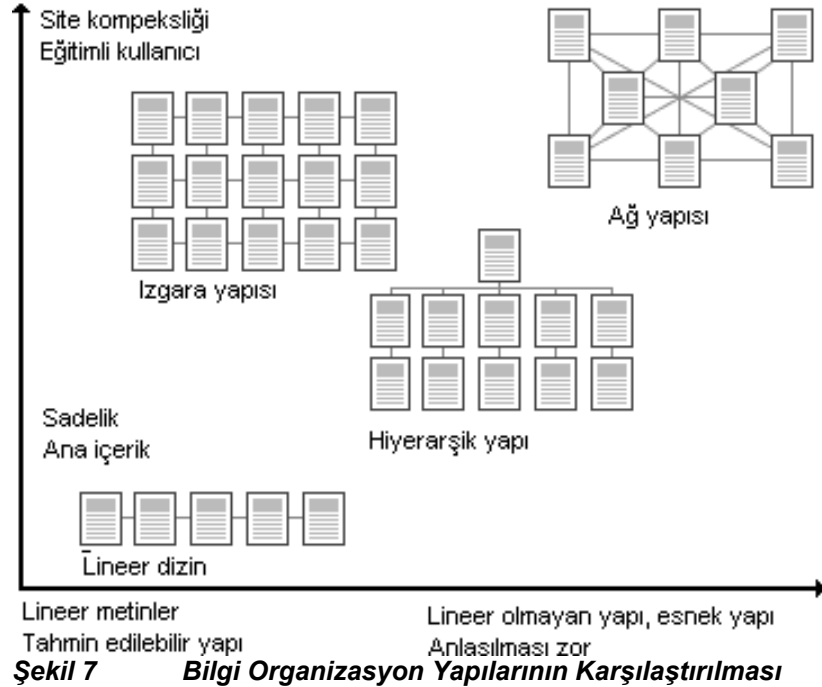 Site kompeksliği
Eğitimli kullanıcı
Ağ yapısı
Izgara yapısı
Sadelik
Ana içerik
Hiyerarşik yapı
Lineer dizin
Lineer metinler
Tahmin edilebilir yapı
Lineer olmayan yapı, esnek yapı
Anlasılması zor
Şekil 7 Bilgi Organizasyon Yapılarının Karşılaştırılması